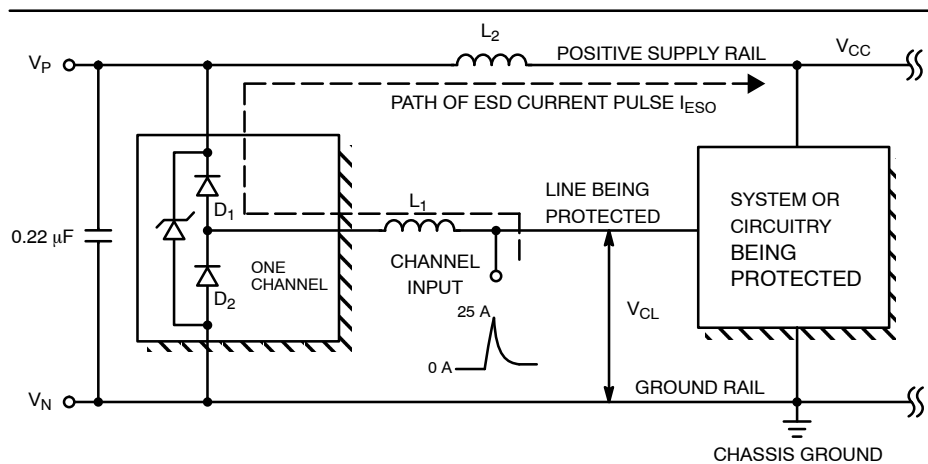 L2
POSITIVE SUPPLY RAIL
VCC
VP
PATH OF ESD CURRENT PULSE IESO
D1
L1
LINE BEING
PROTECTED
SYSTEM OR
CIRCUITRY
BEING
PROTECTED
0.22 μF
ONE
CHANNEL
D2
CHANNEL
INPUT
VCL
25 A
0 A
VN
GROUND RAIL
CHASSIS GROUND